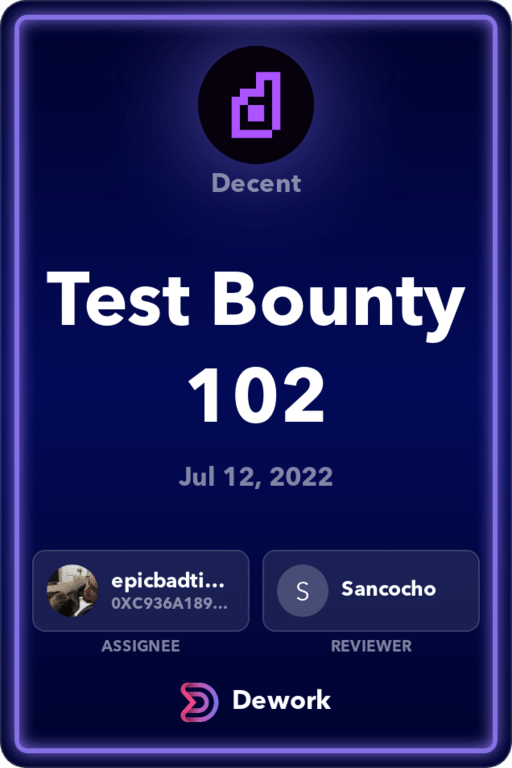 Decent
Test Bounty
102
Jul 12, 2022
epicbadti...
0XC936A189...
S
Sancocho
ASSIGNEE
REVIEWER
Dework